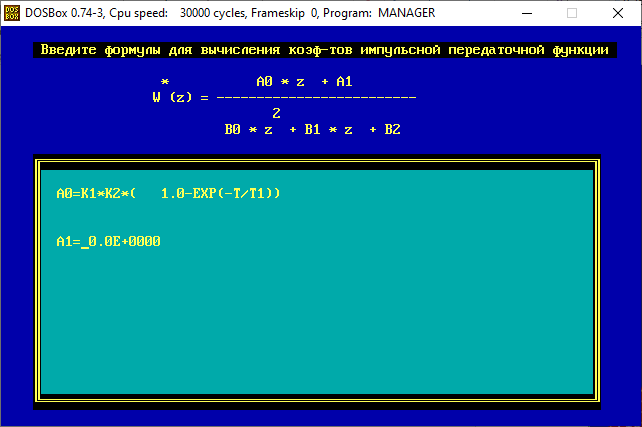 DOSBox 0.74-3, Cpu speed: 30000 cycles, Frameskip 0, Program: MANAGER
Введите формулы для вычисления коэф-тов импульсной передаточной функции
* A0 * z + A1
W (z) = -------------------------
2
B0 * z + B1 * z + B2
A0=K1*K2*( 1.0-EXP(-T/T1))
A1=_0.0E+0000